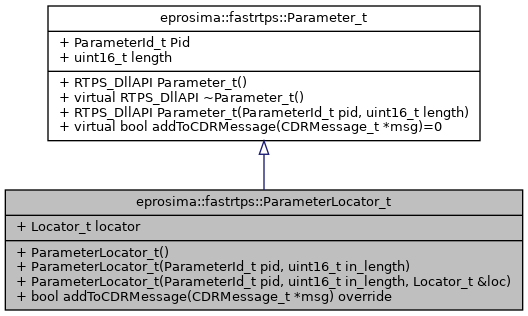 eprosima::fastrtps::Parameter_t
+ ParameterId_t Pid
+ uint16_t length
+ RTPS_DllAPI Parameter_t()
+ virtual RTPS_DllAPI ~Parameter_t()
+ RTPS_DllAPI Parameter_t(ParameterId_t pid, uint16_t length)
+ virtual bool addToCDRMessage(CDRMessage_t *msg)=0
eprosima::fastrtps::ParameterLocator_t
+ Locator_t locator
+ ParameterLocator_t()
+ ParameterLocator_t(ParameterId_t pid, uint16_t in_length)
+ ParameterLocator_t(ParameterId_t pid, uint16_t in_length, Locator_t &loc)
+ bool addToCDRMessage(CDRMessage_t *msg) override